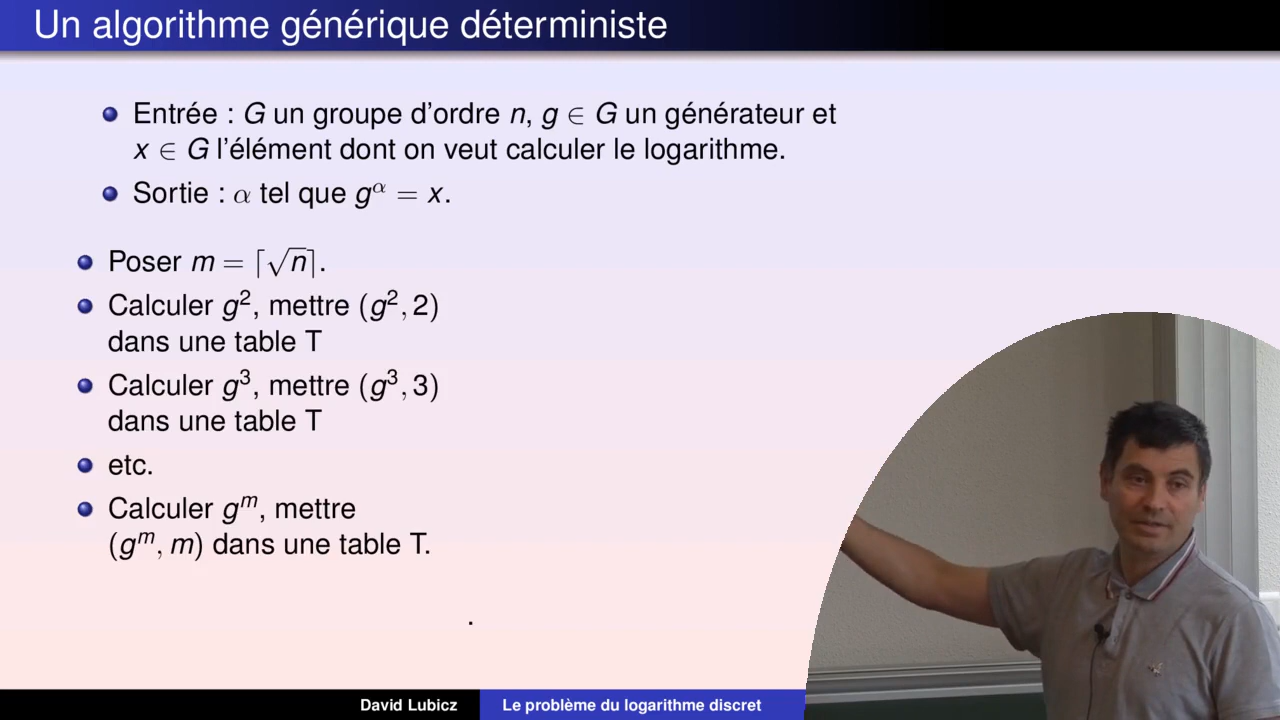 Un algorithme générique déterministe
Entrée : G un groupe d'ordre n, g ∈ G un générateur et
x ∈ G l'élément dont on veut calculer le logarithme.
Sortie : α tel que g^α = x.
Poser m = ⌈√n⌉.
Calculer g², mettre (g², 2)
dans une table T
Calculer g³, mettre (g³, 3)
dans une table T
etc.
Calculer g^m, mettre
(g^m, m) dans une table T.
.
David Lubicz Le problème du logarithme discret